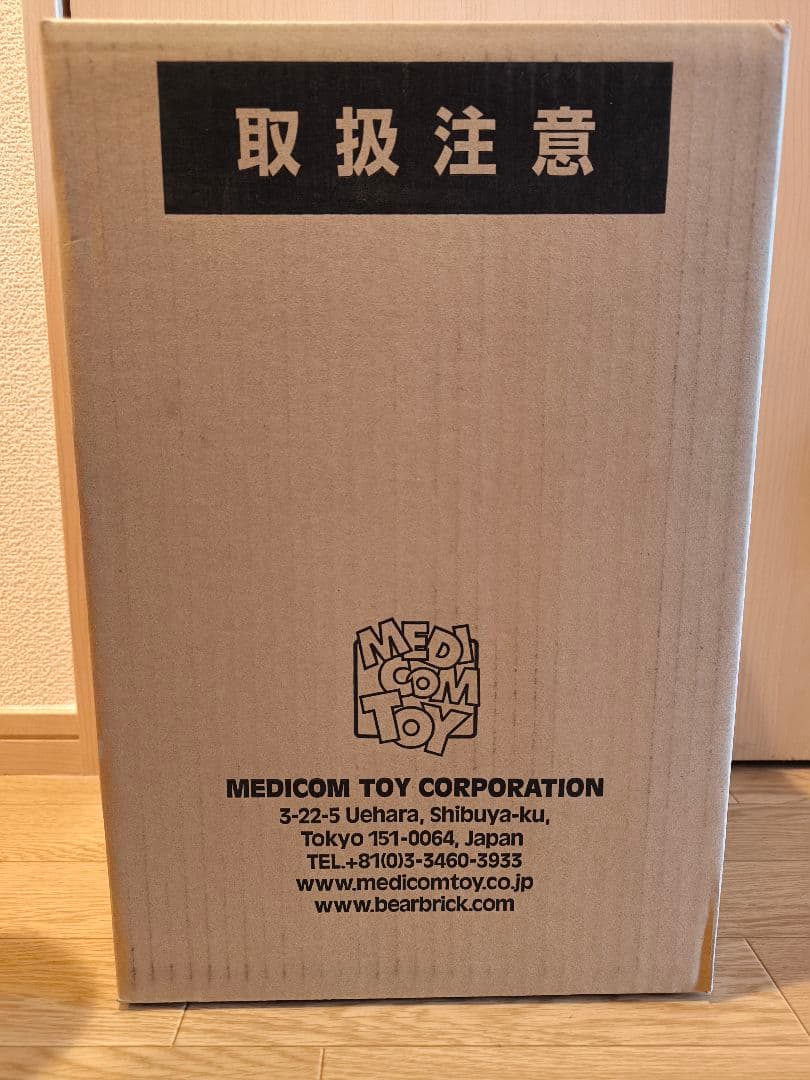 取扱注意
MEDI
COM
TOY
MEDICOM TOY CORPORATION
3-22-5 Uehara, Shibuya-ku,
Tokyo 151-0064, Japan
TEL.+81(0)3-3460-3933
www.medicomtoy.co.jp
www.bearbrick.com